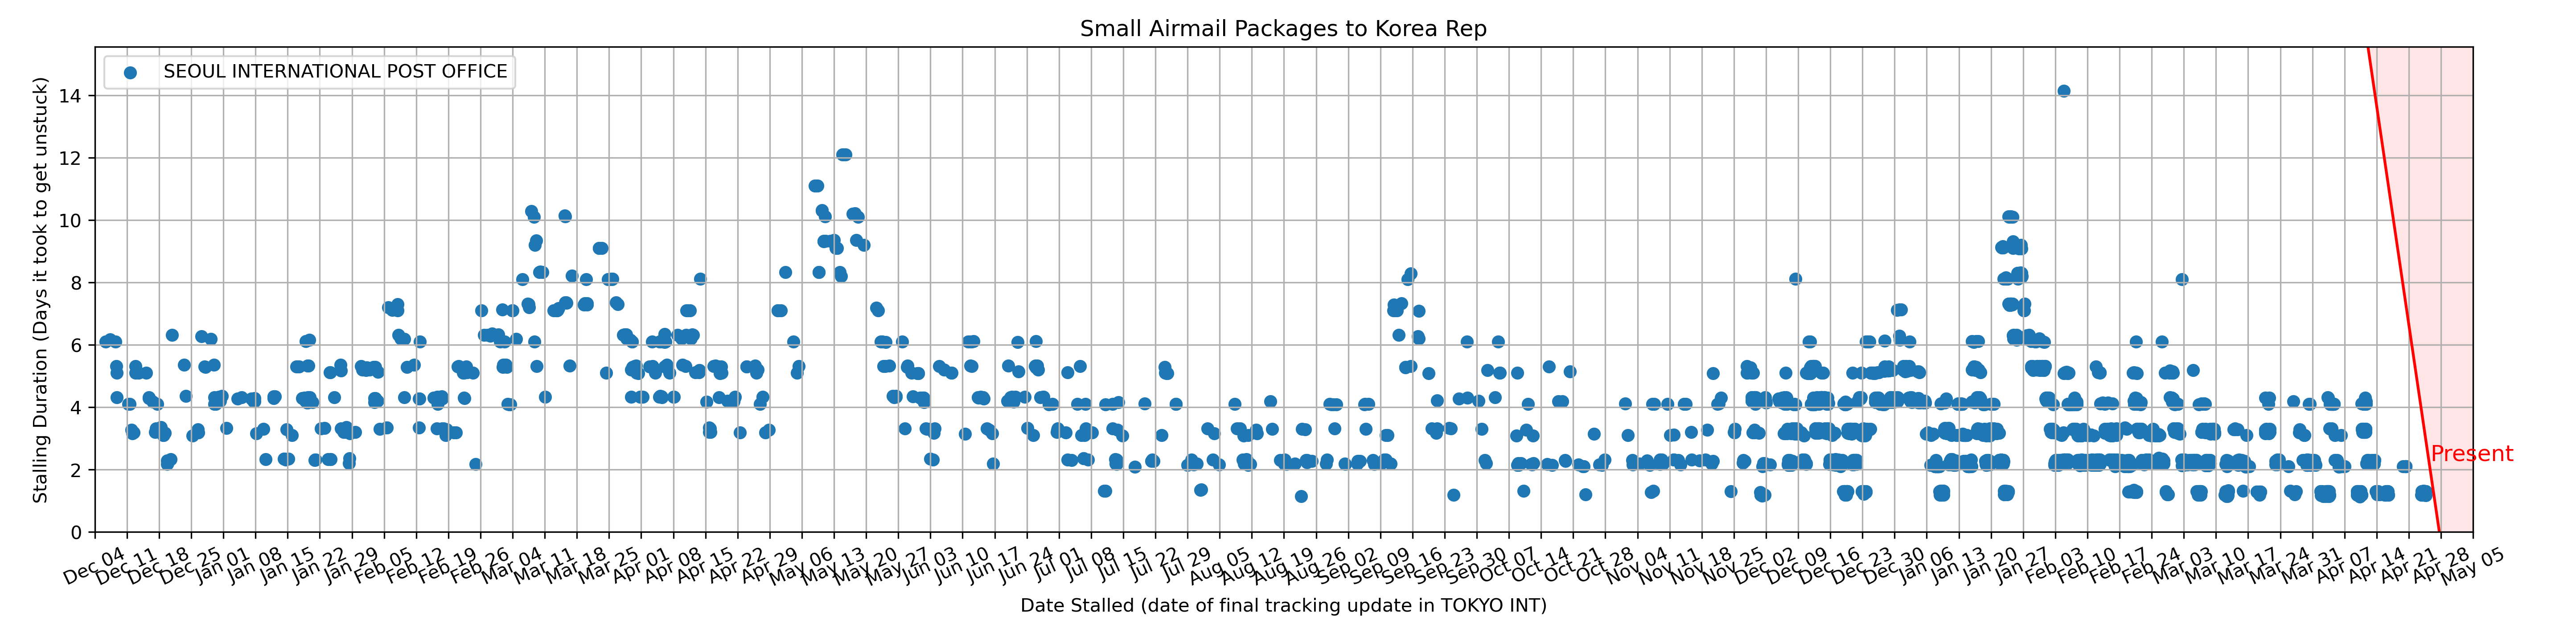 Small Airmail Packages to Korea Rep
SEOUL INTERNATIONAL POST OFFICE
Stalling Duration (Days it took to get unstuck)
14
12
10
8
6
4
2
0
Present
Dec 04
Dec 11
Dec 18
Dec 25
Jan 01
Jan 08
Jan 15
Jan 22
Jan 29
Feb 05
Feb 12
Feb 19
Feb 26
Mar 04
Mar 11
Mar 18
Mar 25
Apr 01
Apr 08
Apr 15
Apr 22
Apr 29
May 06
May 13
May 20
May 27
Jun 03
Jun 10
Jun 17
Jun 24
Jul 01
Jul 08
Jul 15
Jul 22
Jul 29
Aug 05
Aug 12
Aug 19
Aug 26
Sep 02
Sep 09
Sep 16
Sep 23
Sep 30
Oct 07
Oct 14
Oct 21
Oct 28
Nov 04
Nov 11
Nov 18
Nov 25
Dec 02
Dec 09
Dec 16
Dec 23
Dec 30
Jan 06
Jan 13
Jan 20
Jan 27
Feb 03
Feb 10
Feb 17
Feb 24
Mar 03
Mar 10
Mar 17
Mar 24
Mar 31
Apr 07
Apr 14
Apr 21
Apr 28
May 05
Date Stalled (date of final tracking update in TOKYO INT)